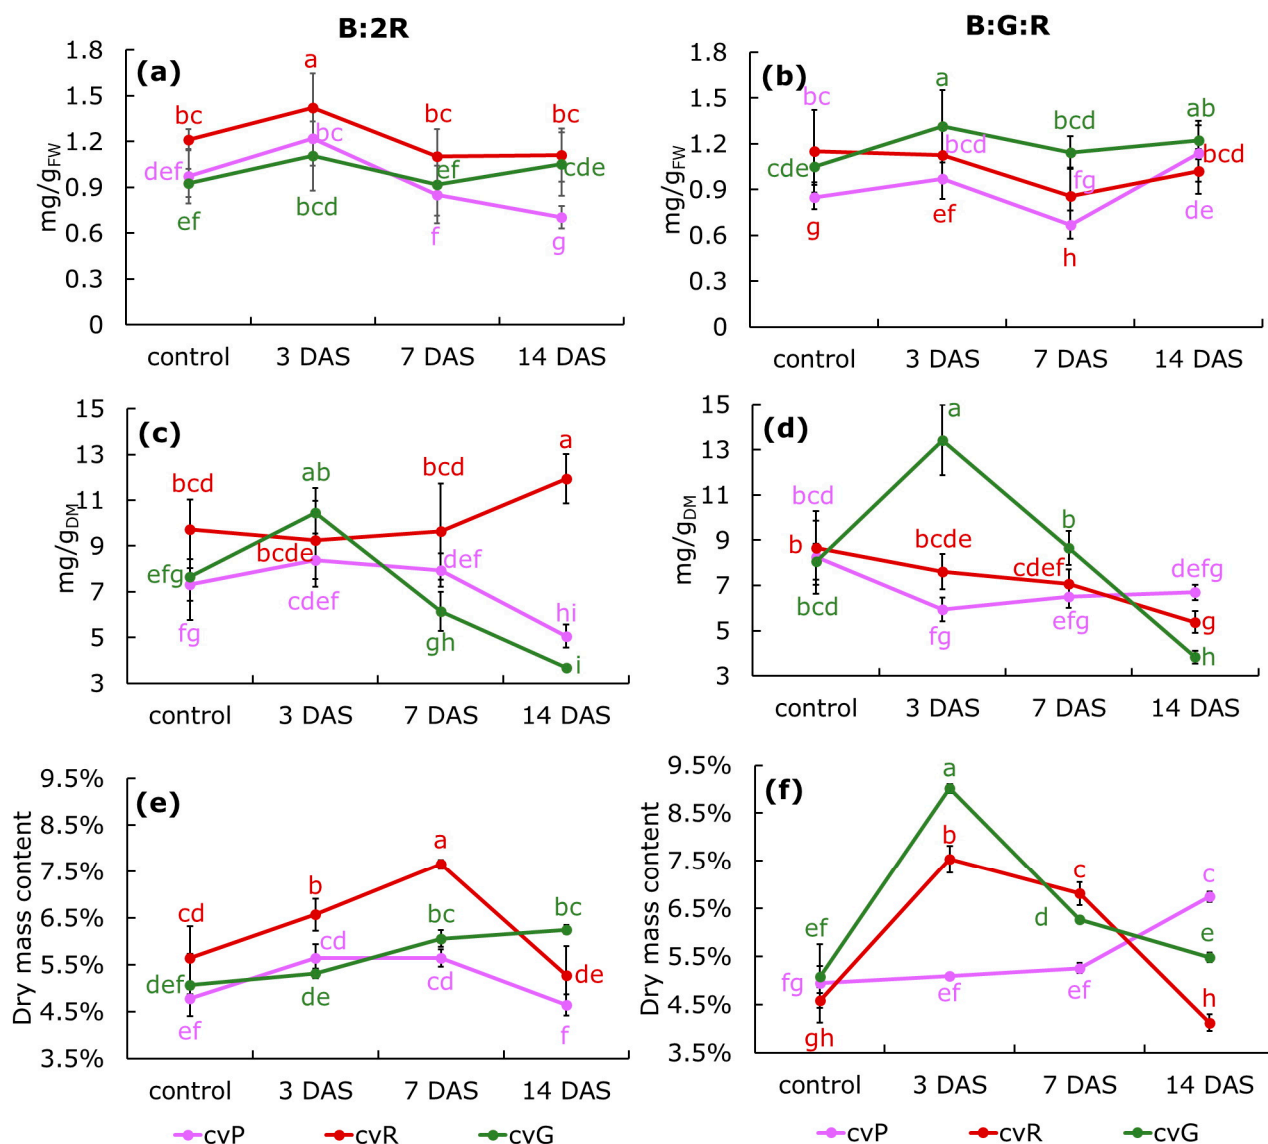 B:2R
B:G:R
(a)
mg/gFW
1.8
1.5
1.2
0.9
0.6
0.3
0
bc
a
bc
bc
def
bc
ef
cde
ef
bcd
f
g
control 3 DAS 7 DAS 14 DAS
(b)
mg/gFW
1.8
1.5
1.2
0.9
0.6
0.3
0
bc
a
bcd
ab
cde
bcd
fg
bcd
g
ef
h
de
control 3 DAS 7 DAS 14 DAS
(c)
mg/gDM
15
13
11
9
7
5
3
bcd
ab
bcd
a
efg
bcde
def
fg
cdef
gh
hi
i
control 3 DAS 7 DAS 14 DAS
(d)
mg/gDM
15
13
11
9
7
5
3
bcd
a
b
b
bcde
cdef
defg
bcd
fg
efg
g
h
control 3 DAS 7 DAS 14 DAS
(e)
Dry mass content
9.5%
8.5%
7.5%
6.5%
5.5%
4.5%
3.5%
cd
b
a
bc
bc
def
cd
cd
de
ef
de
f
control 3 DAS 7 DAS 14 DAS
(f)
Dry mass content
9.5%
8.5%
7.5%
6.5%
5.5%
4.5%
3.5%
a
b
c
c
ef
d
e
fg
ef
ef
h
gh
control 3 DAS 7 DAS 14 DAS
cvP cvR cvG
cvP cvR cvG